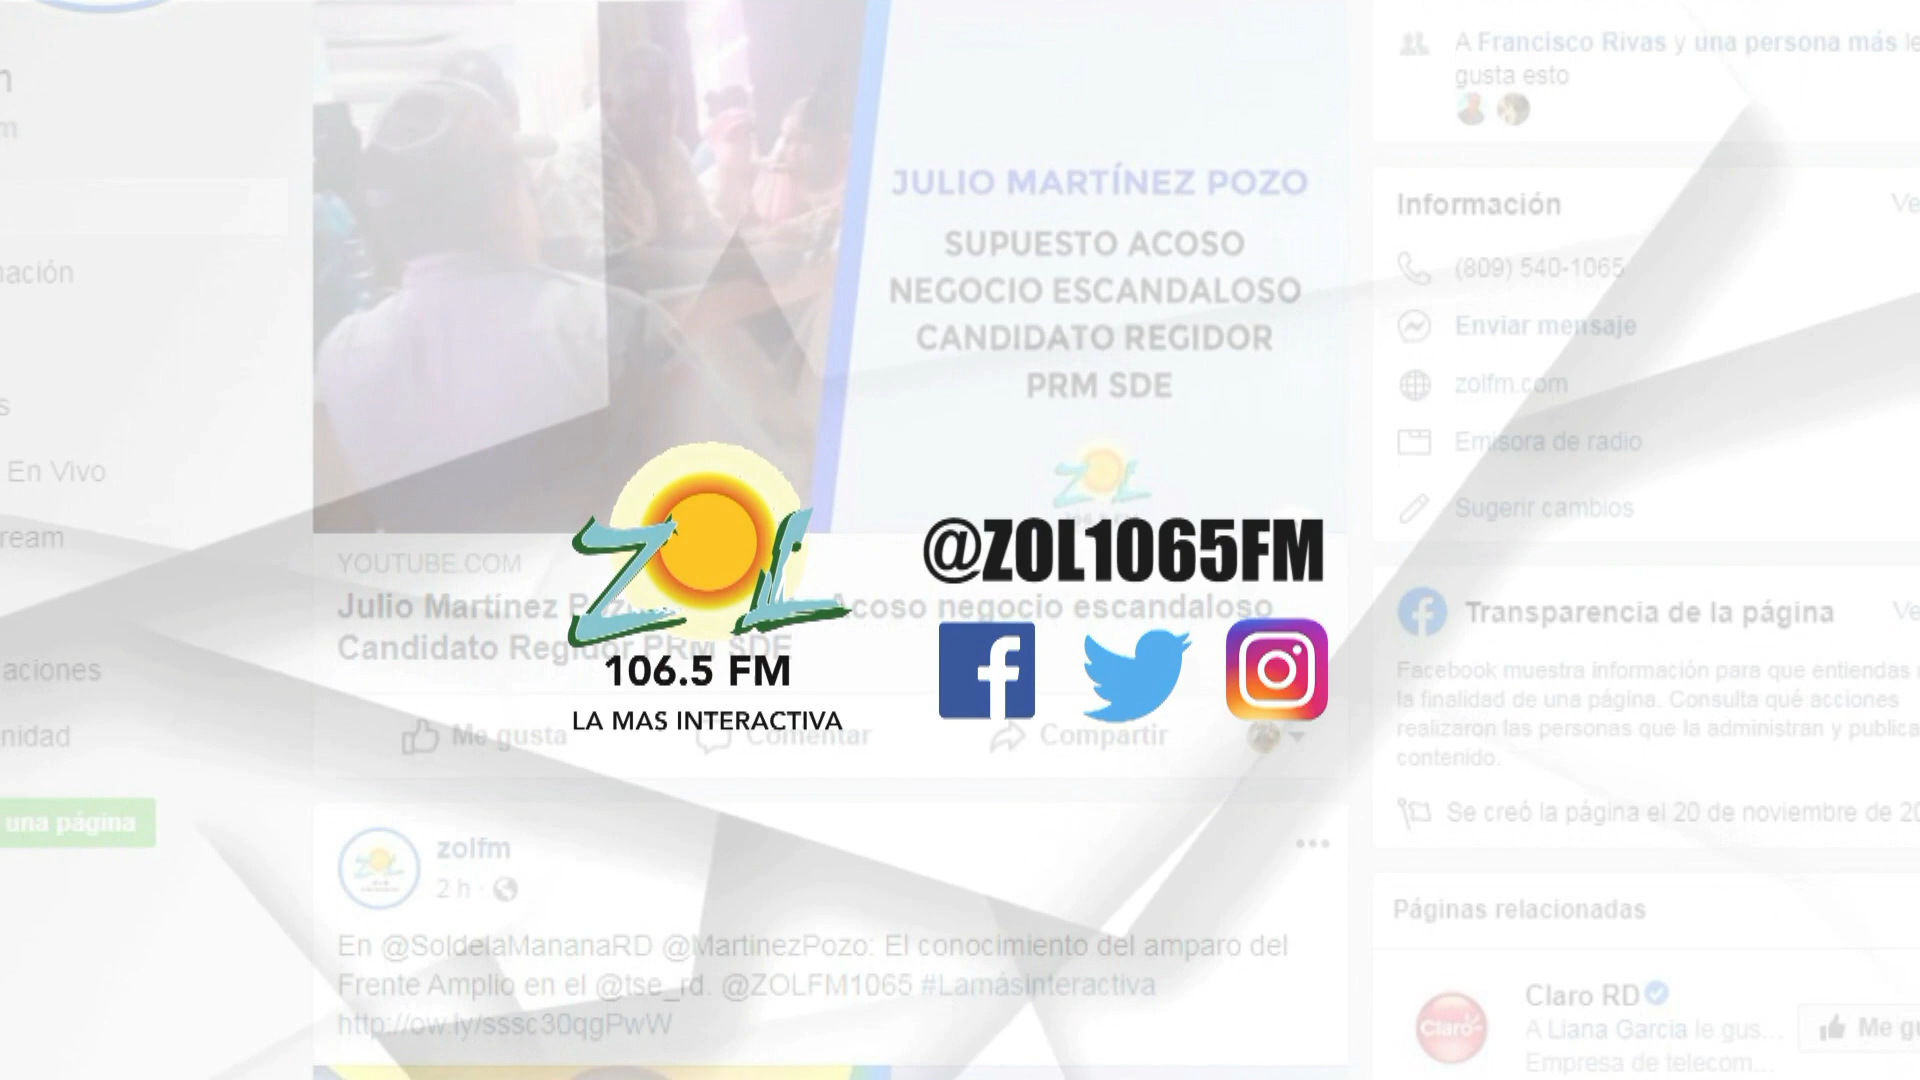 n
A Francisco Rivas y una persona más le
gusta esto
m
JULIO MARTÍNEZ POZO
SUPUESTO ACOSO
NEGOCIO ESCANDALOSO
CANDIDATO REGIDOR
PRM SDE
Información
Ve
(809) 540-1065
Enviar mensaje
zolfm.com
Emisora de radio
Sugerir cambios
nación
s
En Vivo
ream
aciones
nidad
una página
ZOL
ZOL
106.5 FM
LA MAS INTERACTIVA
@ZOL1065FM
YOUTUBE.COM
Julio Martínez Acoso negocio escandaloso
Candidato Regidor PRM SDE
Me gusta
Comentar
Compartir
Transparencia de la página
Ve
Facebook muestra información para que entiendas
la finalidad de una página. Consulta qué acciones
realizaron las personas que la administran y publica
contenido.
Se creó la página el 20 de noviembre de 20
zolfm
2 h
En @SoldelaMananaRD @MartinezPozo: El conocimiento del amparo del
Frente Amplio en el @tse_rd. @ZOLFM1065 #Lamásinteractiva
http://ow.ly/sssc30qgPwW
Páginas relacionadas
Claro RD
Claro
A Liana Garcia le gus...
Empresa de telecom...
Me gu